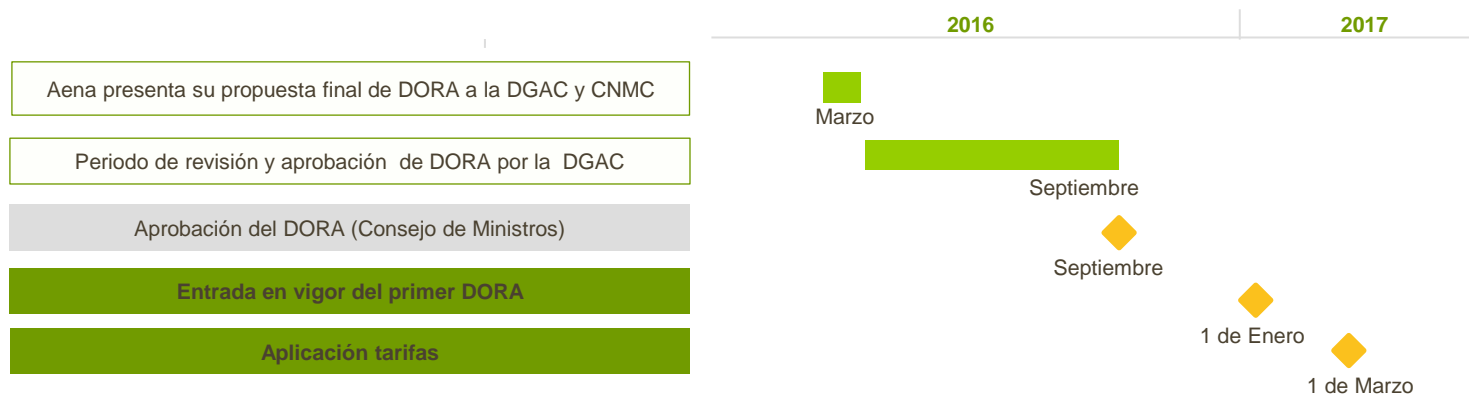 2016
2017
Aena presenta su propuesta final de DORA a la DGAC y CNMC
Marzo
Periodo de revisión y aprobación  de DORA por la  DGAC
Septiembre
Aprobación del DORA (Consejo de Ministros)
Septiembre
Entrada en vigor del primer DORA
1 de Enero
Aplicación tarifas
1 de Marzo